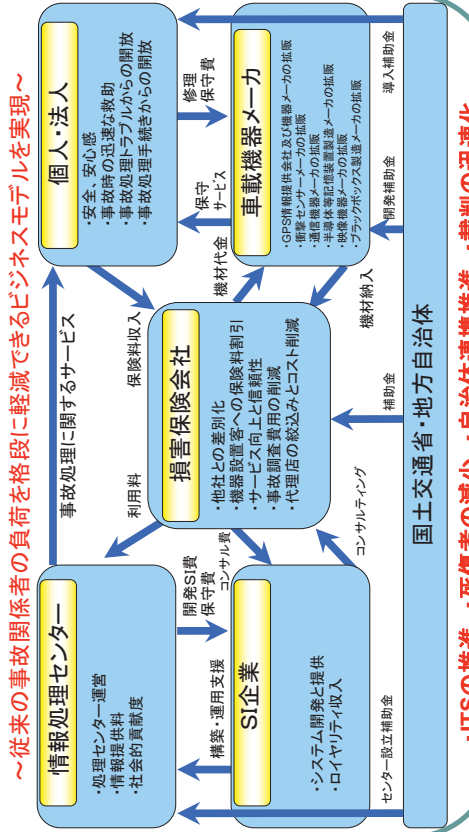 ~従来の事故関係者の負荷を格段に軽減できるビジネスモデルを実現~
情報処理センター
・処理センター運営
・情報提供料
・社会的貢献度
事故処理に関するサービス
個人・法人
・安全、安心感
・事故時の迅速な救助
・事故処理トラブルからの開放
・事故処理手続きからの開放
利用料
保険料収入
開発SI費
保守費
コンサル費
構築・運用支援
損害保険会社
・他社との差別化
・機器設置客への保険料割引
・サービス向上と信頼性
・事故調査費用の削減
・代理店の絞込みとコスト削減
保守
サービス
修理
保守費
機材代金
SI企業
・システム開発と提供
・ロイヤリティ収入
車載機器メーカ
・GPS情報提供会社及び機器メーカの拡販
・衝撃センサーメーカの拡販
・通信機器メーカの拡販
・半導体等記憶装置製造メーカの拡販
・映像機器メーカの拡販
・ブラックボックス製造メーカの拡販
コンサルティング
機材納入
センター設立補助金
補助金
開発補助金
導入補助金
国土交通省・地方自治体
・ITSの推進 ・死傷者の減少 ・自治体連携推進 ・裁判の迅速化